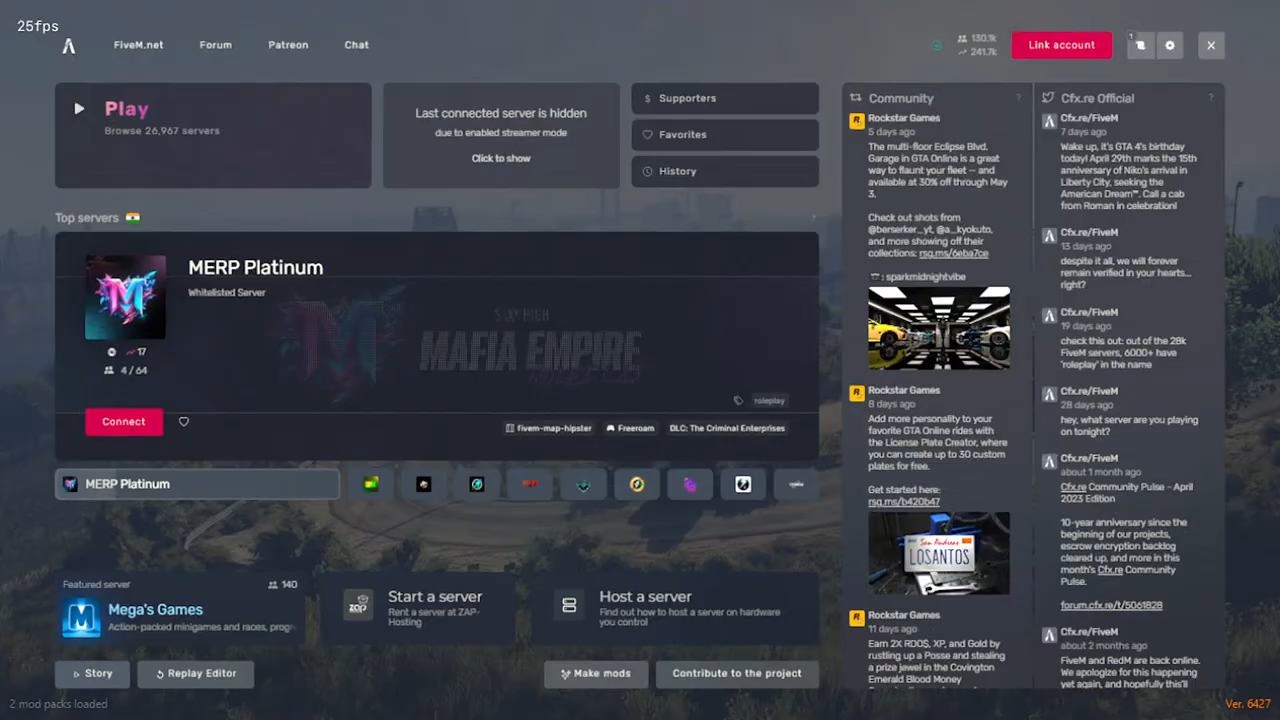 25fps
FiveM.net
Forum
Patreon
Chat
130.1k
241.7k
Link account
1
Play
Browse 26,967 servers
Last connected server is hidden
due to enabled streamer mode
Click to show
$ Supporters
Favorites
History
Top servers
MERP Platinum
Whitelisted Server
MAFIA EMPIRE
17
4 / 64
roleplay
Connect
fivem-map-hipster
Freeroam
DLC: The Criminal Enterprises
MERP Platinum
Featured server
140
Mega's Games
Action-packed minigames and races, progr
Start a server
Rent a server at ZAP-
Hosting
Host a server
Find out how to host a server on hardware
you control
Story
Replay Editor
Make mods
Contribute to the project
2 mod packs loaded
Community
?
Rockstar Games
5 days ago
The multi-floor Eclipse Blvd.
Garage in GTA Online is a great
way to flaunt your fleet — and
available at 30% off through May
3.
Check out shots from
@berserker_yt, @a_kyokuto,
and more showing off their
collections: rsg.ms/6eba7ce
: sparkmidnightvibe
Rockstar Games
8 days ago
Add more personality to your
favorite GTA Online rides with
the License Plate Creator, where
you can create up to 30 custom
plates for free.
Get started here:
rsg.ms/b420b47
San Andreas
LOSANTOS
Rockstar Games
11 days ago
Earn 2X RDO$, XP, and Gold by
rustling up a Posse and stealing
a prize jewel in the Covington
Emerald Blood Money
Cfx.re Official
?
Cfx.re/FiveM
7 days ago
Wake up, it's GTA 4's birthday
today! April 29th marks the 15th
anniversary of Niko's arrival in
Liberty City, seeking the
American Dream™. Call a cab
from Roman in celebration!
Cfx.re/FiveM
13 days ago
despite it all, we will forever
remain verified in your hearts...
right?
Cfx.re/FiveM
19 days ago
check this out: out of the 28k
FiveM servers, 6000+ have
'roleplay' in the name
Cfx.re/FiveM
28 days ago
hey, what server are you playing
on tonight?
Cfx.re/FiveM
about 1 month ago
Cfx.re Community Pulse - April
2023 Edition
10-year anniversary since the
beginning of our projects,
escrow encryption backlog
cleared up, and more in this
month's Cfx.re Community
Pulse.
forum.cfx.re/t/5061828
Cfx.re/FiveM
about 2 months ago
FiveM and RedM are back online.
We apologize for this happening
yet again, and hopefully this'll
Ver. 6427